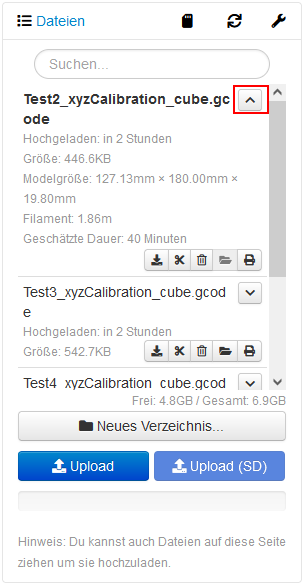 Dateien
Suchen...
Test2_xyzCalibration_cube.gc
ode
Hochgeladen: in 2 Stunden
Größe: 446.6KB
Modelgröße: 127.13mm × 180.00mm ×
19.80mm
Filament: 1.86m
Geschätzte Dauer: 40 Minuten
Test3_xyzCalibration_cube.gcod
e
Hochgeladen: in 2 Stunden
Größe: 542.7KB
Test4_xyzCalibration_cube.gcod
Frei: 4.8GB / Gesamt: 6.9GB
Neues Verzeichnis...
Upload
Upload (SD)
Hinweis: Du kannst auch Dateien auf diese Seite
ziehen um sie hochzuladen.